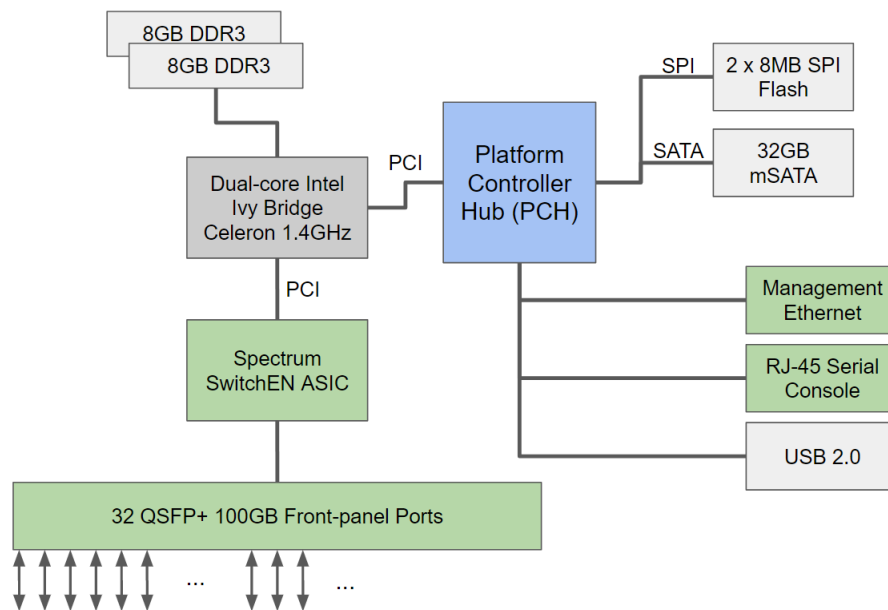 8GB DDR3
8GB DDR3
SPI
2 x 8MB SPI
Flash
PCI
Platform
Controller
Hub (PCH)
SATA
32GB
mSATA
Dual-core Intel
Ivy Bridge
Celeron 1.4GHz
PCI
Management
Ethernet
Spectrum
SwitchEN ASIC
RJ-45 Serial
Console
USB 2.0
32 QSFP+ 100GB Front-panel Ports
...
...